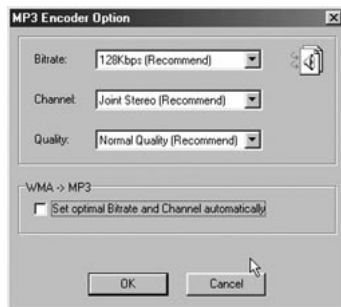 MP3 Encoder Option
Bitrate: 128Kbps (Recommend)
Channel: Joint Stereo (Recommend)
Quality: Normal Quality (Recommend)
WMA -> MP3
Set optimal Bitrate and Channel automatically
OK Cancel